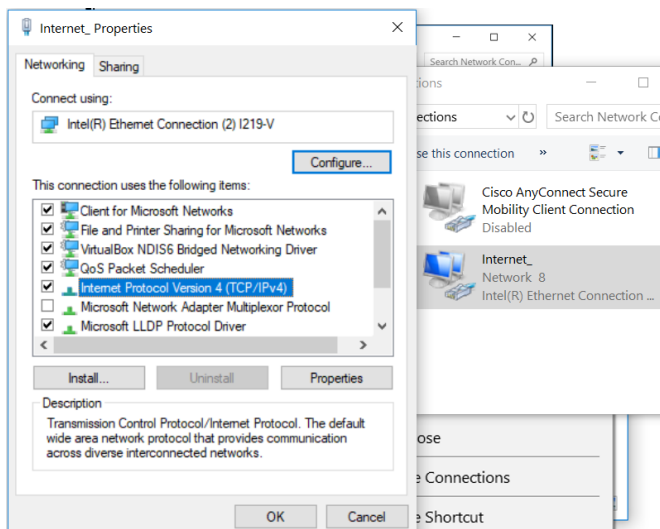 Internet_ Properties
Networking
Sharing
Connect using:
Intel(R) Ethernet Connection (2) I219-V
Configure...
This connection uses the following items:
Client for Microsoft Networks
File and Printer Sharing for Microsoft Networks
VirtualBox NDIS6 Bridged Networking Driver
QoS Packet Scheduler
Internet Protocol Version 4 (TCP/IPv4)
Microsoft Network Adapter Multiplexor Protocol
Microsoft LLDP Protocol Driver
Install...
Uninstall
Properties
Description
Transmission Control Protocol/Internet Protocol. The default
wide area network protocol that provides communication
across diverse interconnected networks.
OK
Cancel
Search Network Con...
ions
ections
Search Network Co
se this connection
»
Cisco AnyConnect Secure
Mobility Client Connection
Disabled
Internet_
Network 8
Intel(R) Ethernet Connection ...
ose
e Connections
e Shortcut